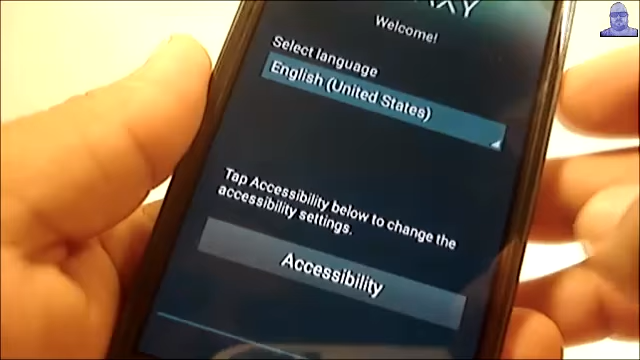 Welcome!
Select language
English (United States)
Tap Accessibility below to change the
accessibility settings.
Accessibility